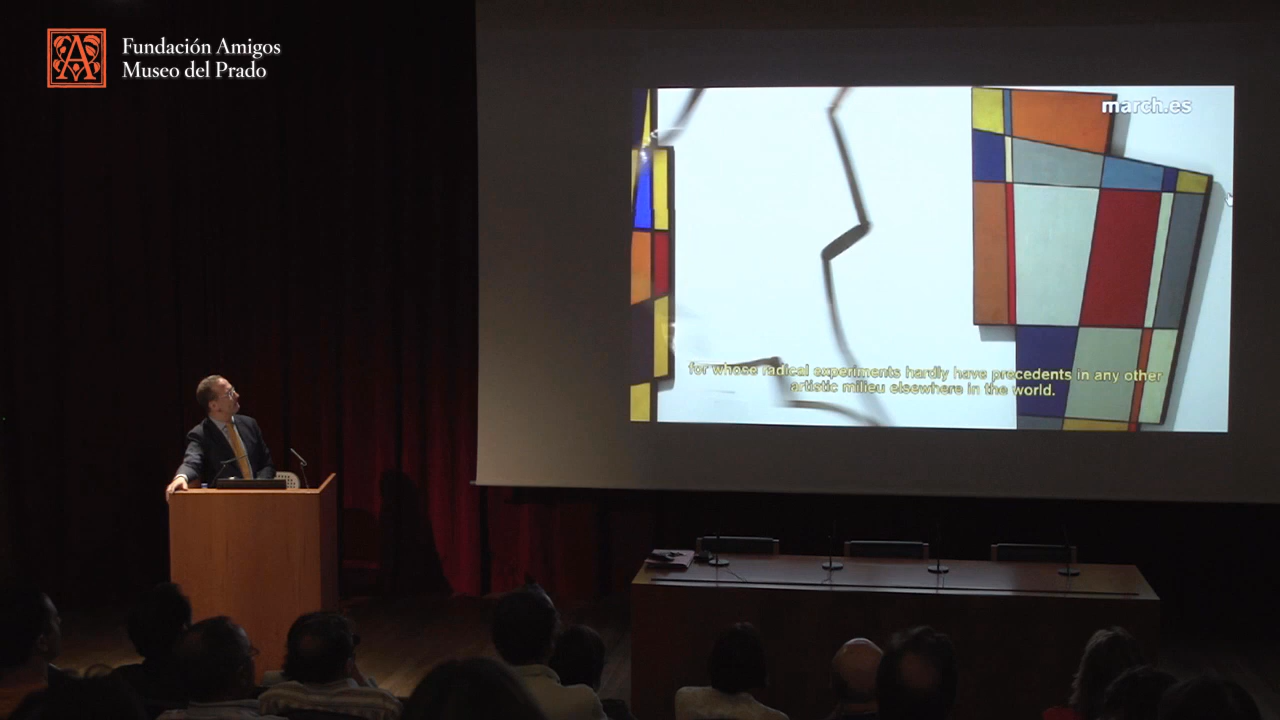 Fundación Amigos
Museo del Prado
march.es
for whose radical experiments hardly have precedents in any other
artistic milieu elsewhere in the world.